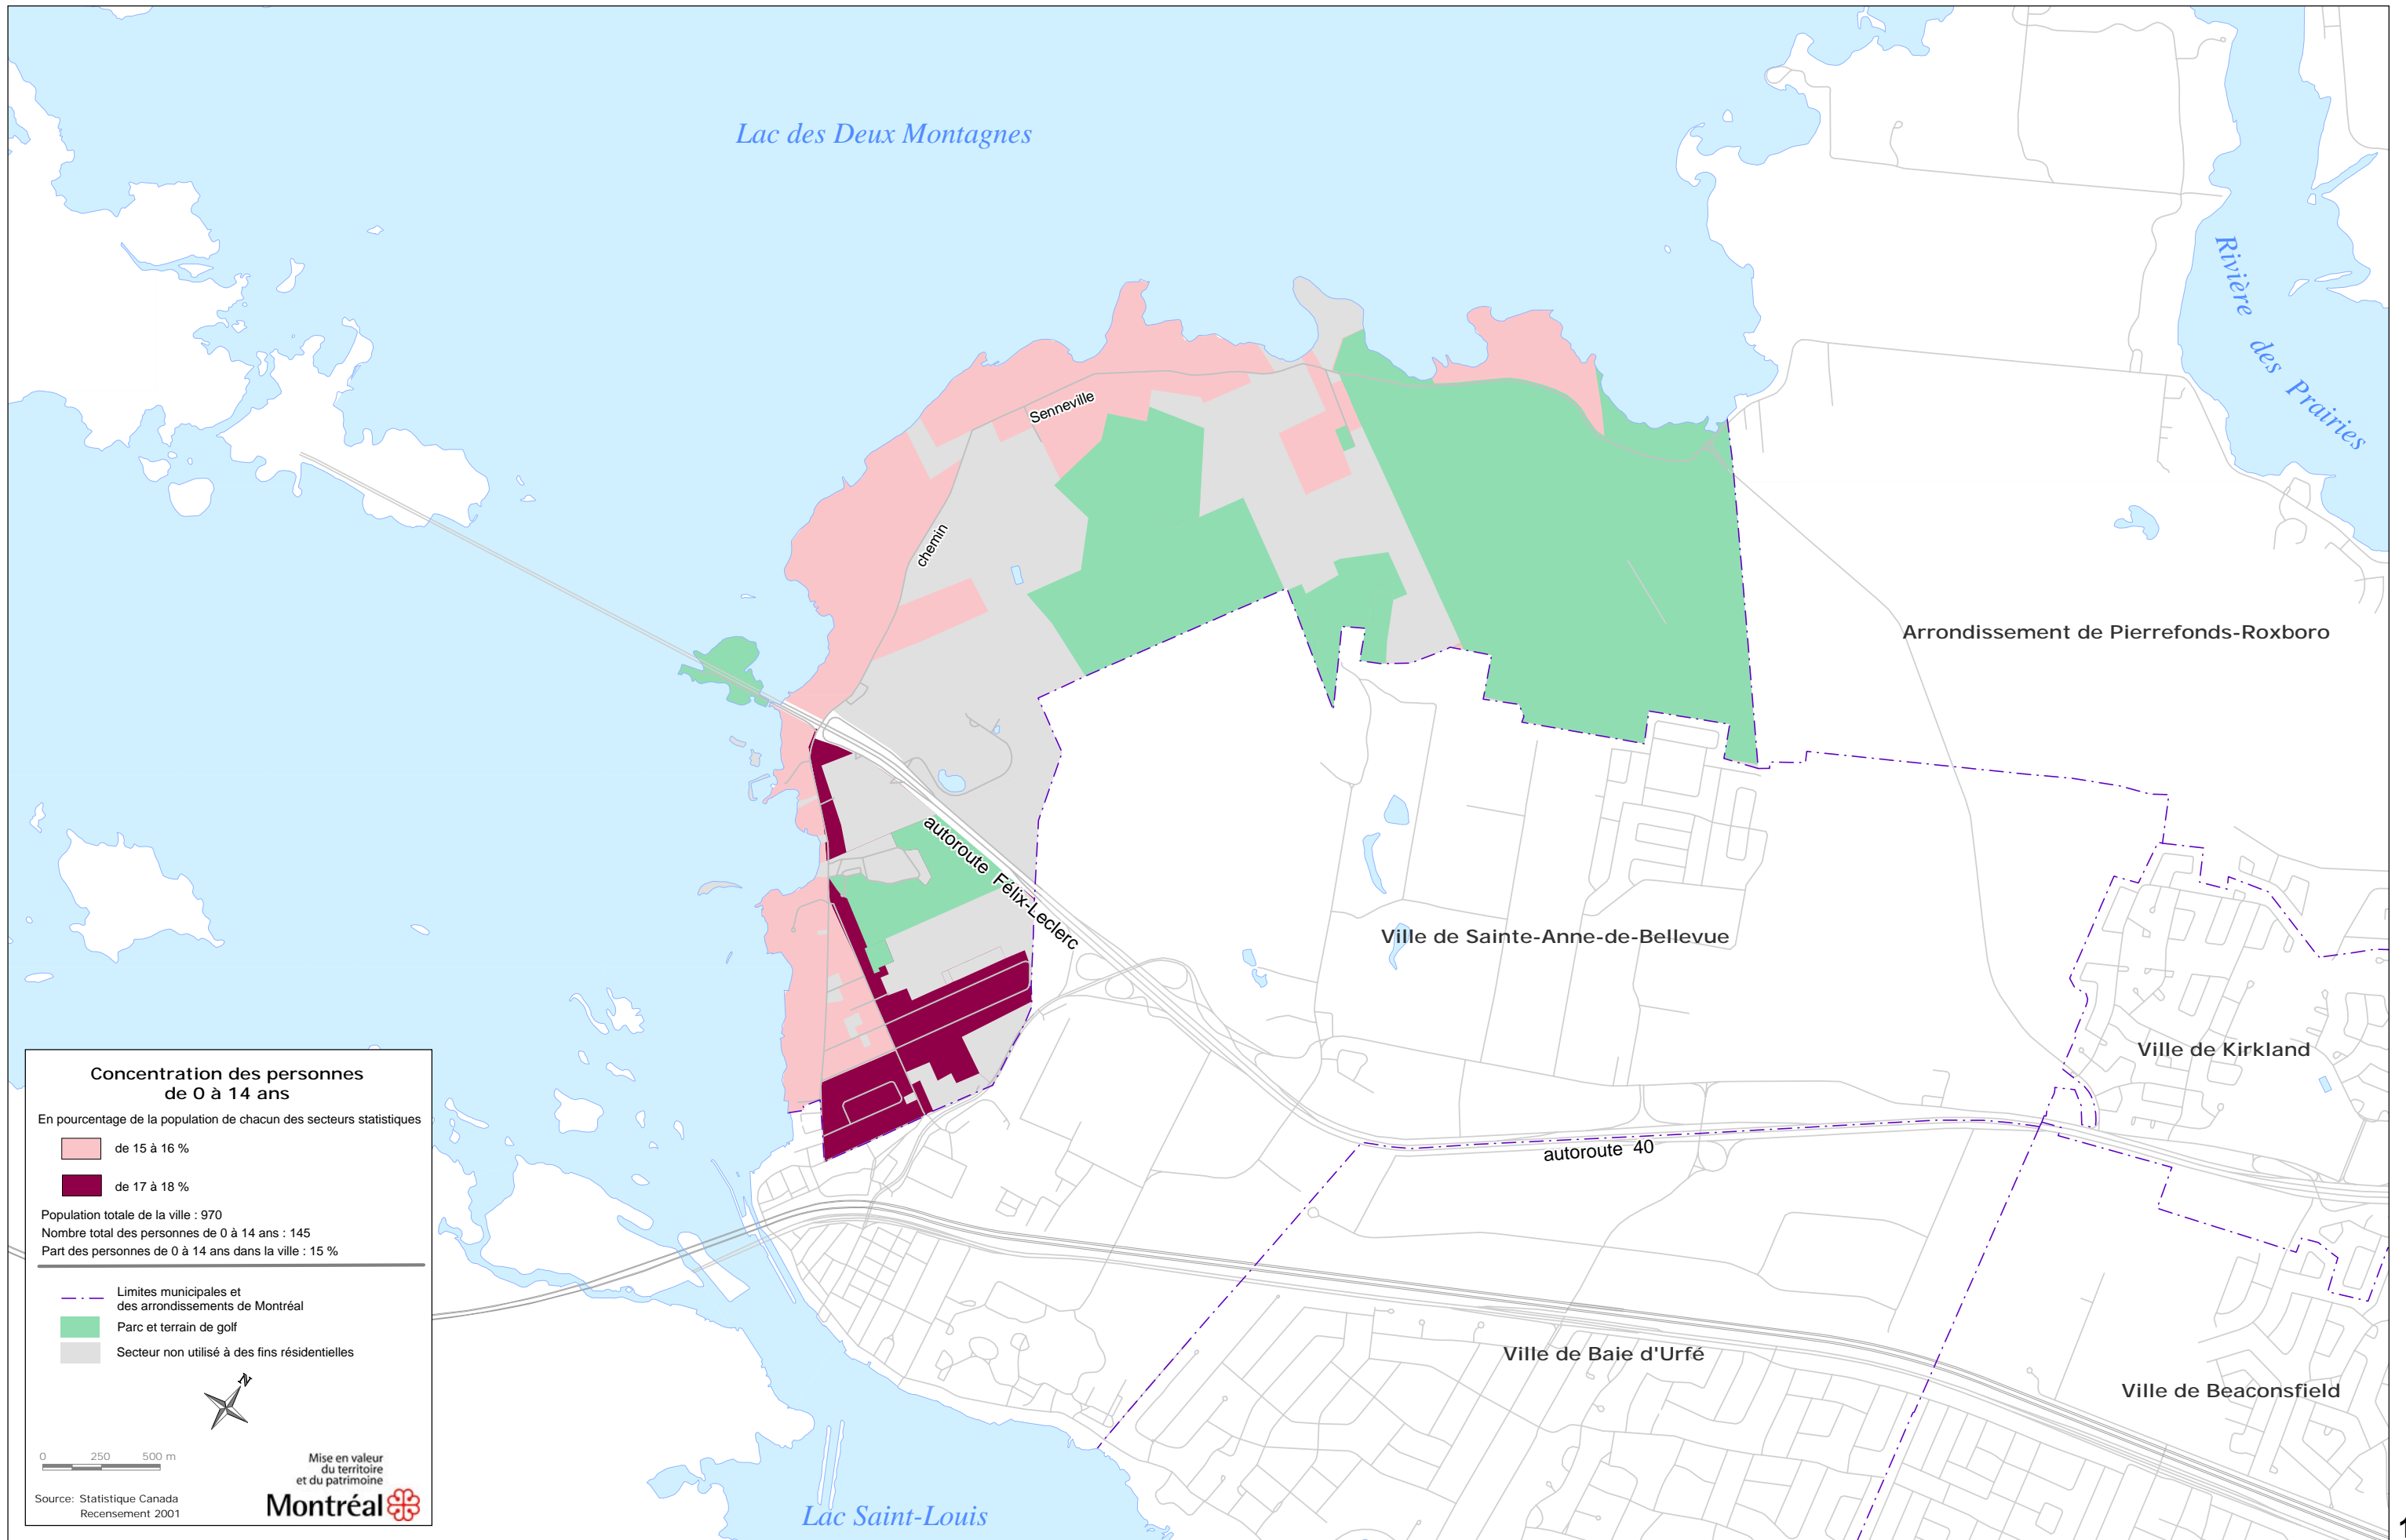 Lac des Deux Montagnes
Rivière des Prairies
Senneville
chemin
Arrondissement de Pierrefonds-Roxboro
autoroute Félix-Leclerc
Ville de Sainte-Anne-de-Bellevue
Ville de Kirkland
autoroute 40
Ville de Baie d'Urfé
Ville de Beaconsfield
Lac Saint-Louis
Concentration des personnes
de 0 à 14 ans
En pourcentage de la population de chacun des secteurs statistiques
de 15 à 16 %
de 17 à 18 %
Population totale de la ville : 970
Nombre total des personnes de 0 à 14 ans : 145
Part des personnes de 0 à 14 ans dans la ville : 15 %
Limites municipales et
des arrondissements de Montréal
Parc et terrain de golf
Secteur non utilisé à des fins résidentielles
N
0 250 500 m
Mise en valeur
du territoire
et du patrimoine
Montréal
Source: Statistique Canada
Recensement 2001